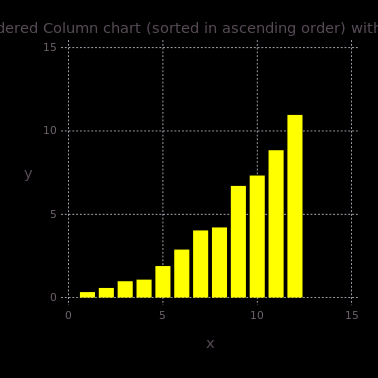 dered Column chart (sorted in ascending order) with
15
10
y
5
0
0 5 10 15
x